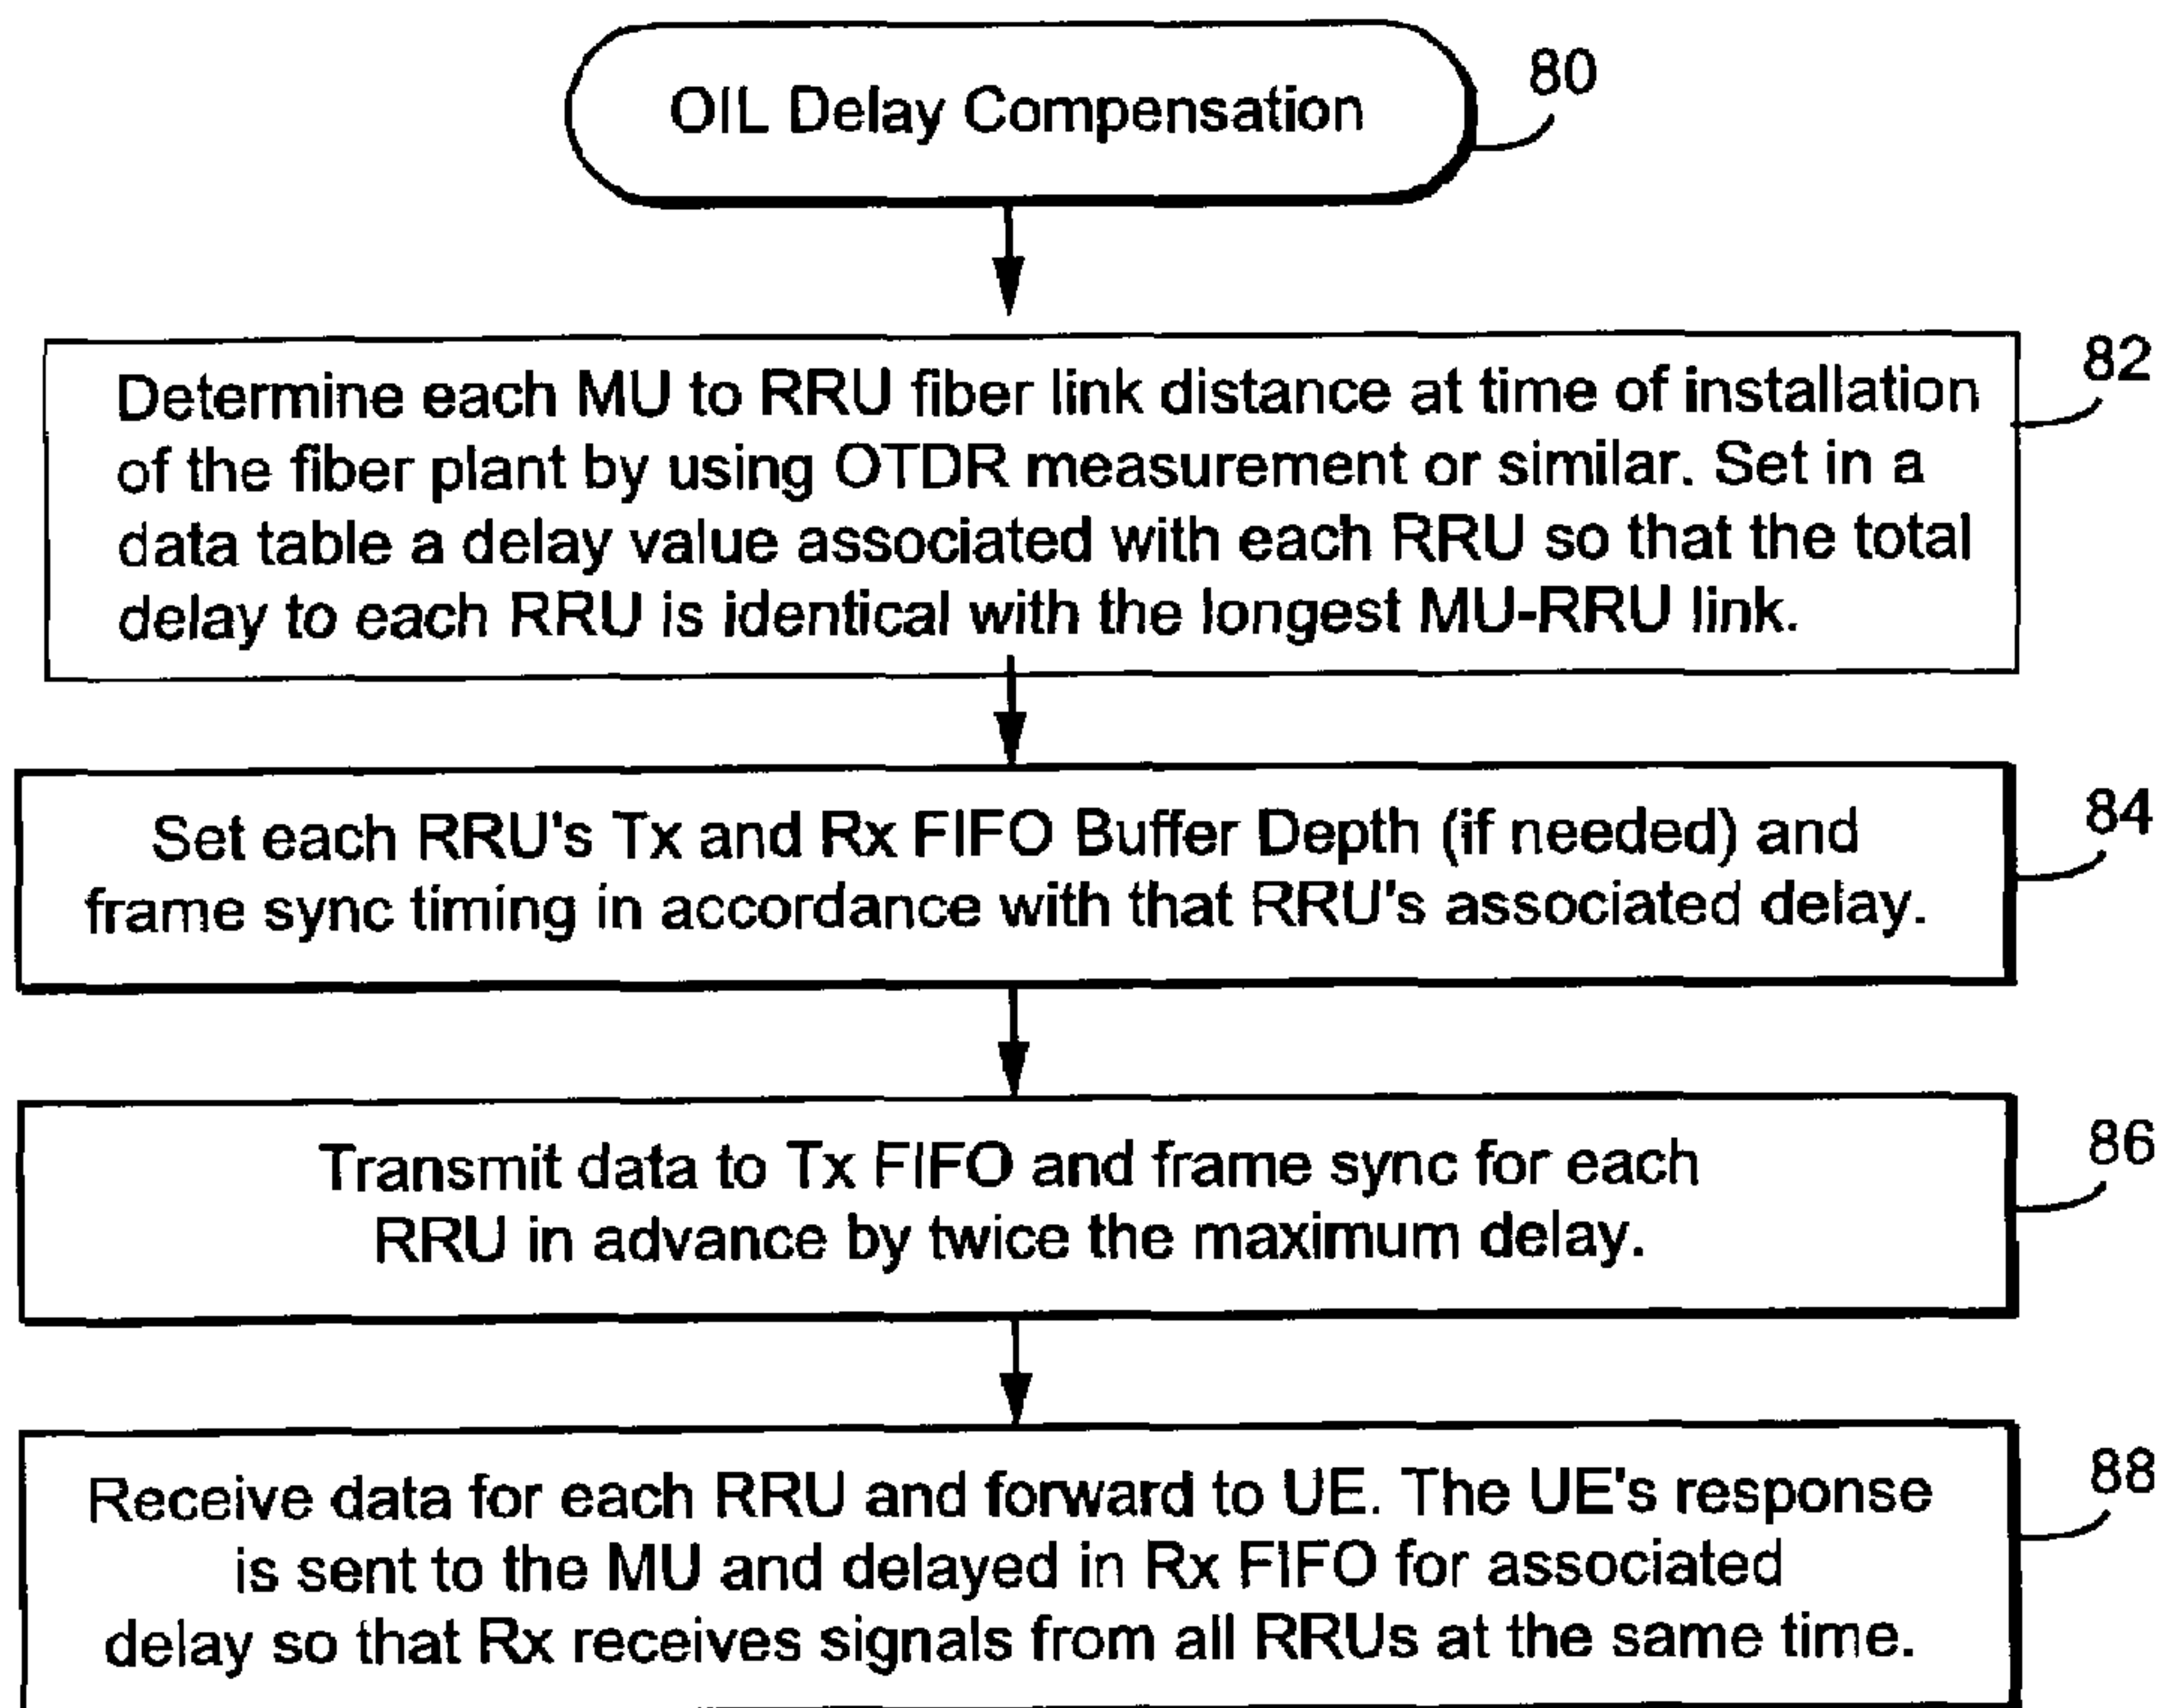 OIL Delay Compensation
80
Determine each MU to RRU fiber link distance at time of installation
of the fiber plant by using OTDR measurement or similar. Set in a
data table a delay value associated with each RRU so that the total
delay to each RRU is identical with the longest MU-RRU link.
82
Set each RRU's Tx and Rx FIFO Buffer Depth (if needed) and
frame sync timing in accordance with that RRU's associated delay.
84
Transmit data to Tx FIFO and frame sync for each
RRU in advance by twice the maximum delay.
86
Receive data for each RRU and forward to UE. The UE's response
is sent to the MU and delayed in Rx FIFO for associated
delay so that Rx receives signals from all RRUs at the same time.
88